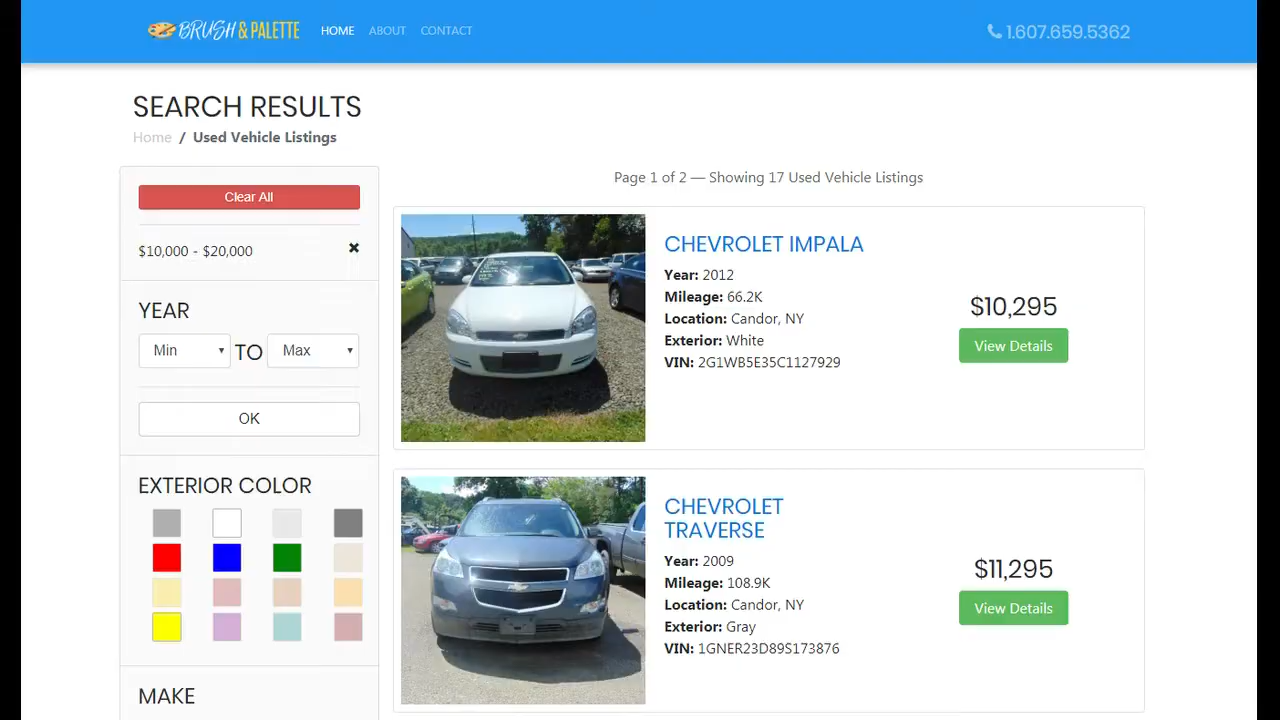 BRUSH & PALETTE HOME ABOUT CONTACT 1.607.659.5362
SEARCH RESULTS
Home / Used Vehicle Listings
Clear All
$10,000 - $20,000
YEAR
Min TO Max
OK
EXTERIOR COLOR
MAKE
Page 1 of 2 — Showing 17 Used Vehicle Listings
CHEVROLET IMPALA
Year: 2012
Mileage: 66.2K
Location: Candor, NY
Exterior: White
VIN: 2G1WB5E35C1127929
$10,295
View Details
CHEVROLET
TRAVERSE
Year: 2009
Mileage: 108.9K
Location: Candor, NY
Exterior: Gray
VIN: 1GNER23D89S173876
$11,295
View Details